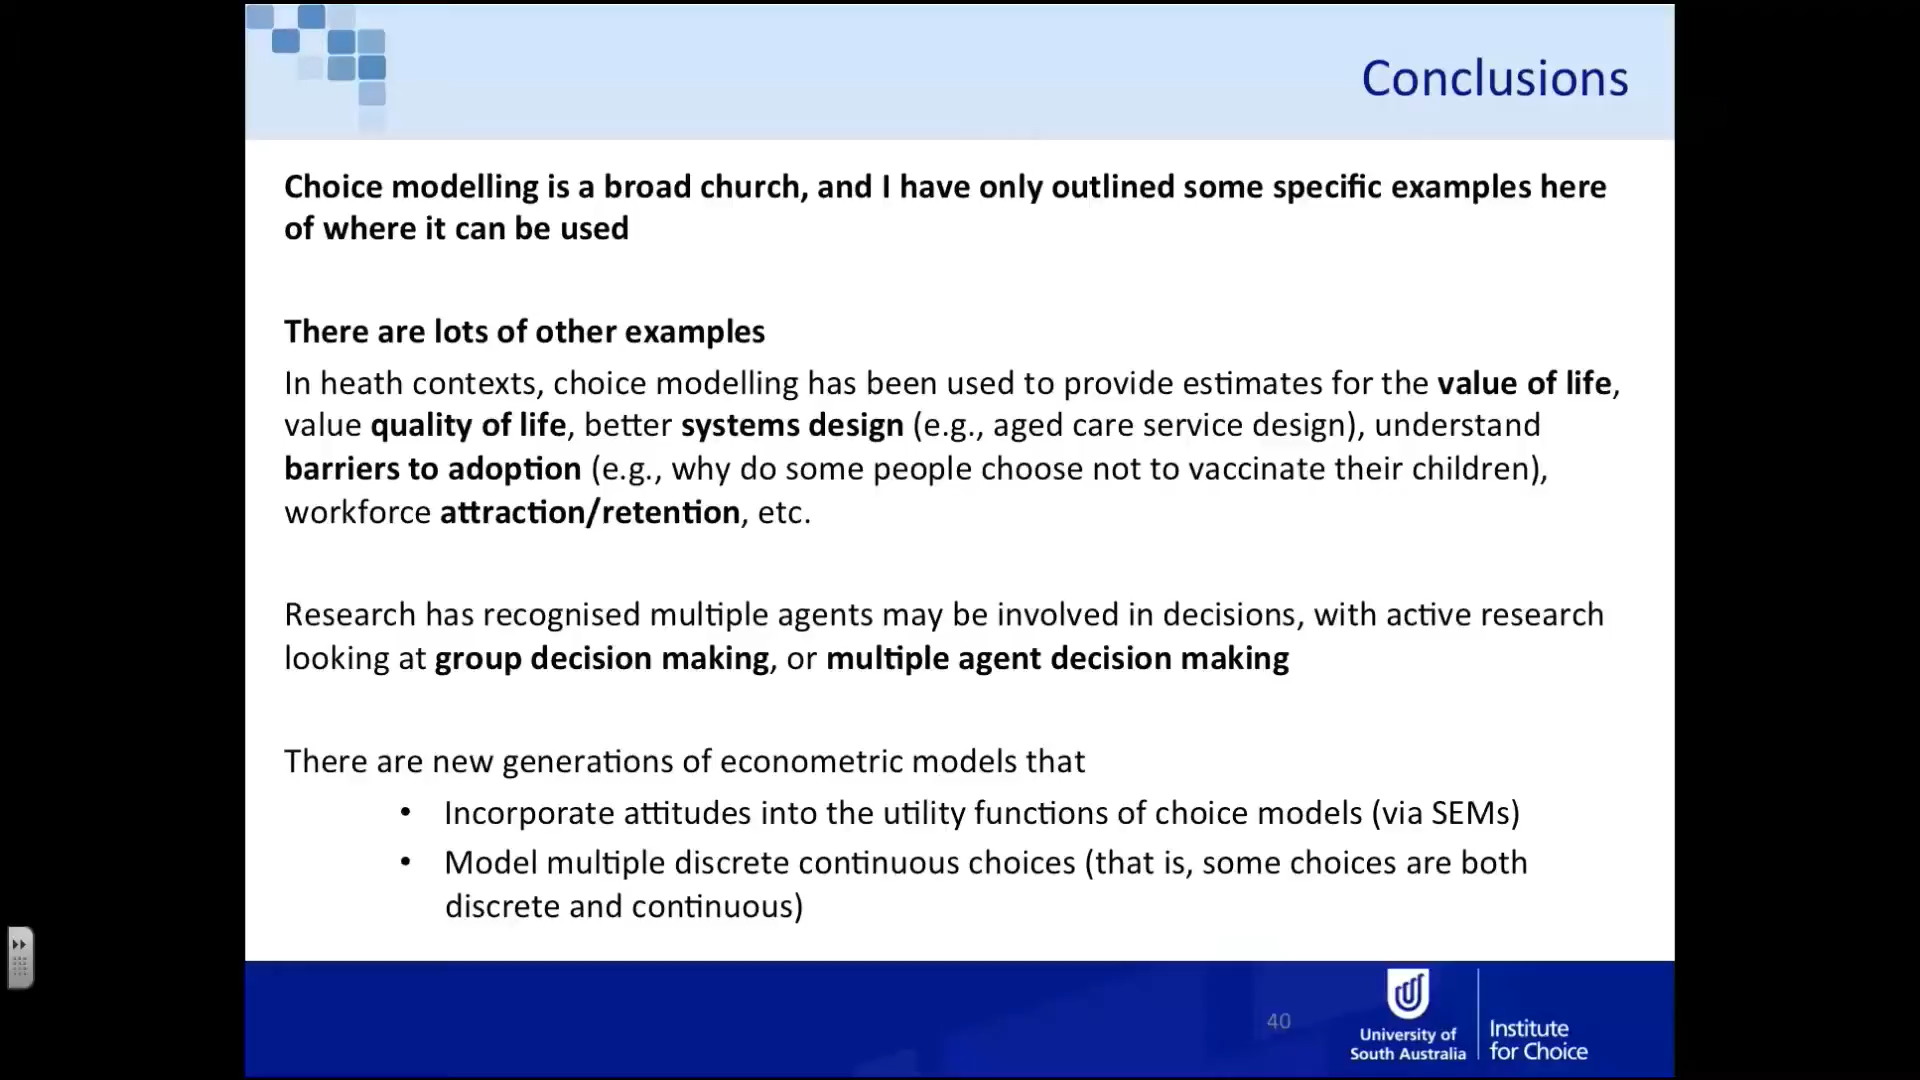 Conclusions
Choice modelling is a broad church, and I have only outlined some specific examples here
of where it can be used
There are lots of other examples
In heath contexts, choice modelling has been used to provide estimates for the value of life,
value quality of life, better systems design (e.g., aged care service design), understand
barriers to adoption (e.g., why do some people choose not to vaccinate their children),
workforce attraction/retention, etc.
Research has recognised multiple agents may be involved in decisions, with active research
looking at group decision making, or multiple agent decision making
There are new generations of econometric models that
• Incorporate attitudes into the utility functions of choice models (via SEMs)
• Model multiple discrete continuous choices (that is, some choices are both
discrete and continuous)
40
University of
South Australia
Institute
for Choice